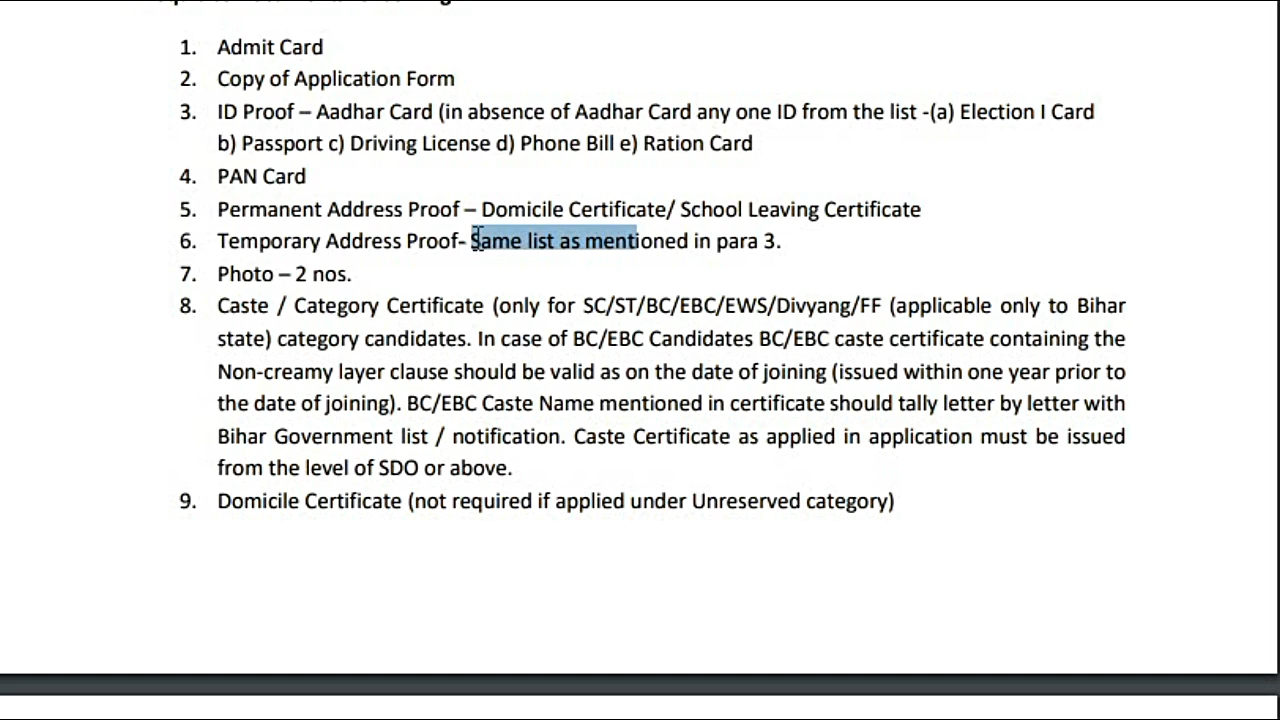 1. Admit Card
2. Copy of Application Form
3. ID Proof – Aadhar Card (in absence of Aadhar Card any one ID from the list -(a) Election I Card
b) Passport c) Driving License d) Phone Bill e) Ration Card
4. PAN Card
5. Permanent Address Proof – Domicile Certificate/ School Leaving Certificate
6. Temporary Address Proof- Same list as mentioned in para 3.
7. Photo – 2 nos.
8. Caste / Category Certificate (only for SC/ST/BC/EBC/EWS/Divyang/FF (applicable only to Bihar
state) category candidates. In case of BC/EBC Candidates BC/EBC caste certificate containing the
Non-creamy layer clause should be valid as on the date of joining (issued within one year prior to
the date of joining). BC/EBC Caste Name mentioned in certificate should tally letter by letter with
Bihar Government list / notification. Caste Certificate as applied in application must be issued
from the level of SDO or above.
9. Domicile Certificate (not required if applied under Unreserved category)